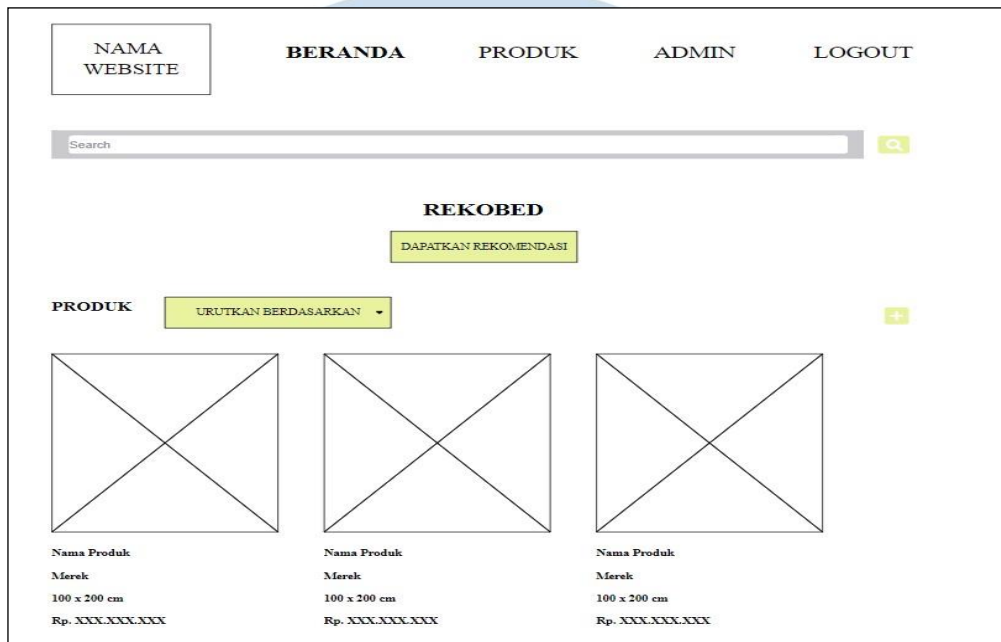 NAMA
WEBSITE
BERANDA PRODUK ADMIN LOGOUT
Search
REKOBED
DAPATKAN REKOMENDASI
PRODUK URUTKAN BERDASARKAN
Nama Produk Nama Produk Nama Produk
Merek Merek Merek
100 x 200 cm 100 x 200 cm 100 x 200 cm
Rp. XXX.XXX.XXX Rp. XXX.XXX.XXX Rp. XXX.XXX.XXX